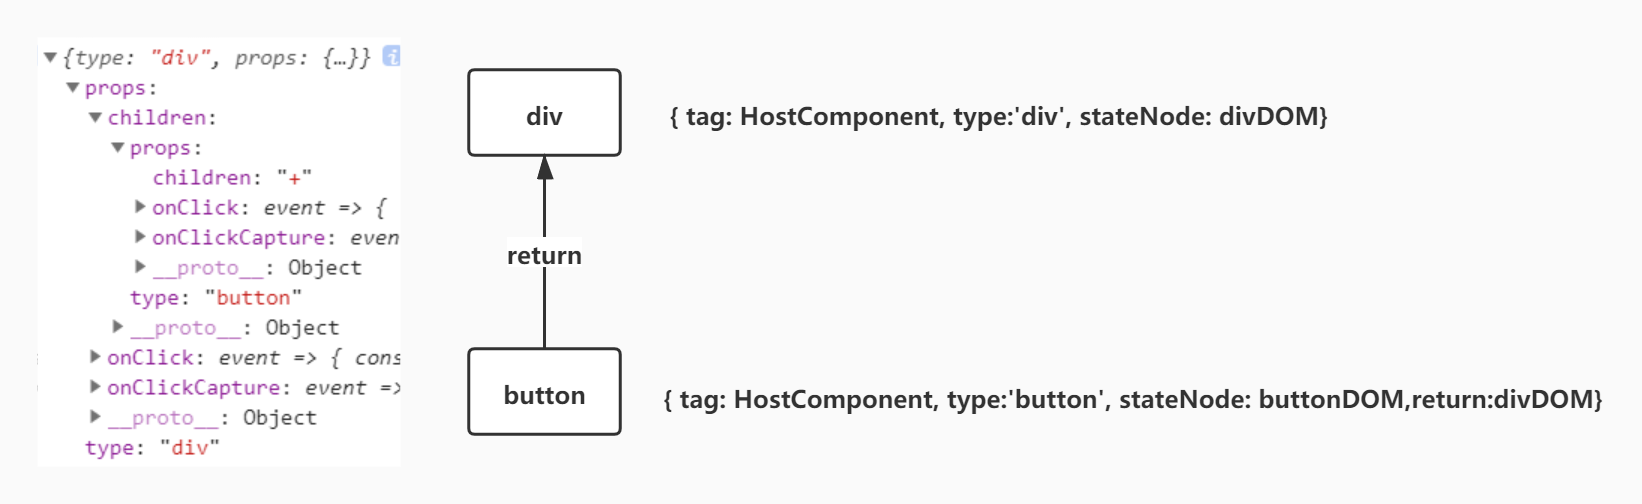 ▼{type: "div", props: {…}} i
▼props:
▼children:
▼props:
children: "+"
▶onClick: event => {
▶onClickCapture: even
▶__proto__: Object
type: "button"
▶__proto__: Object
▶onClick: event => { cons
▶onClickCapture: event =>
▶__proto__: Object
type: "div"
div
{ tag: HostComponent, type:'div', stateNode: divDOM}
return
button
{ tag: HostComponent, type:'button', stateNode: buttonDOM,return:divDOM}